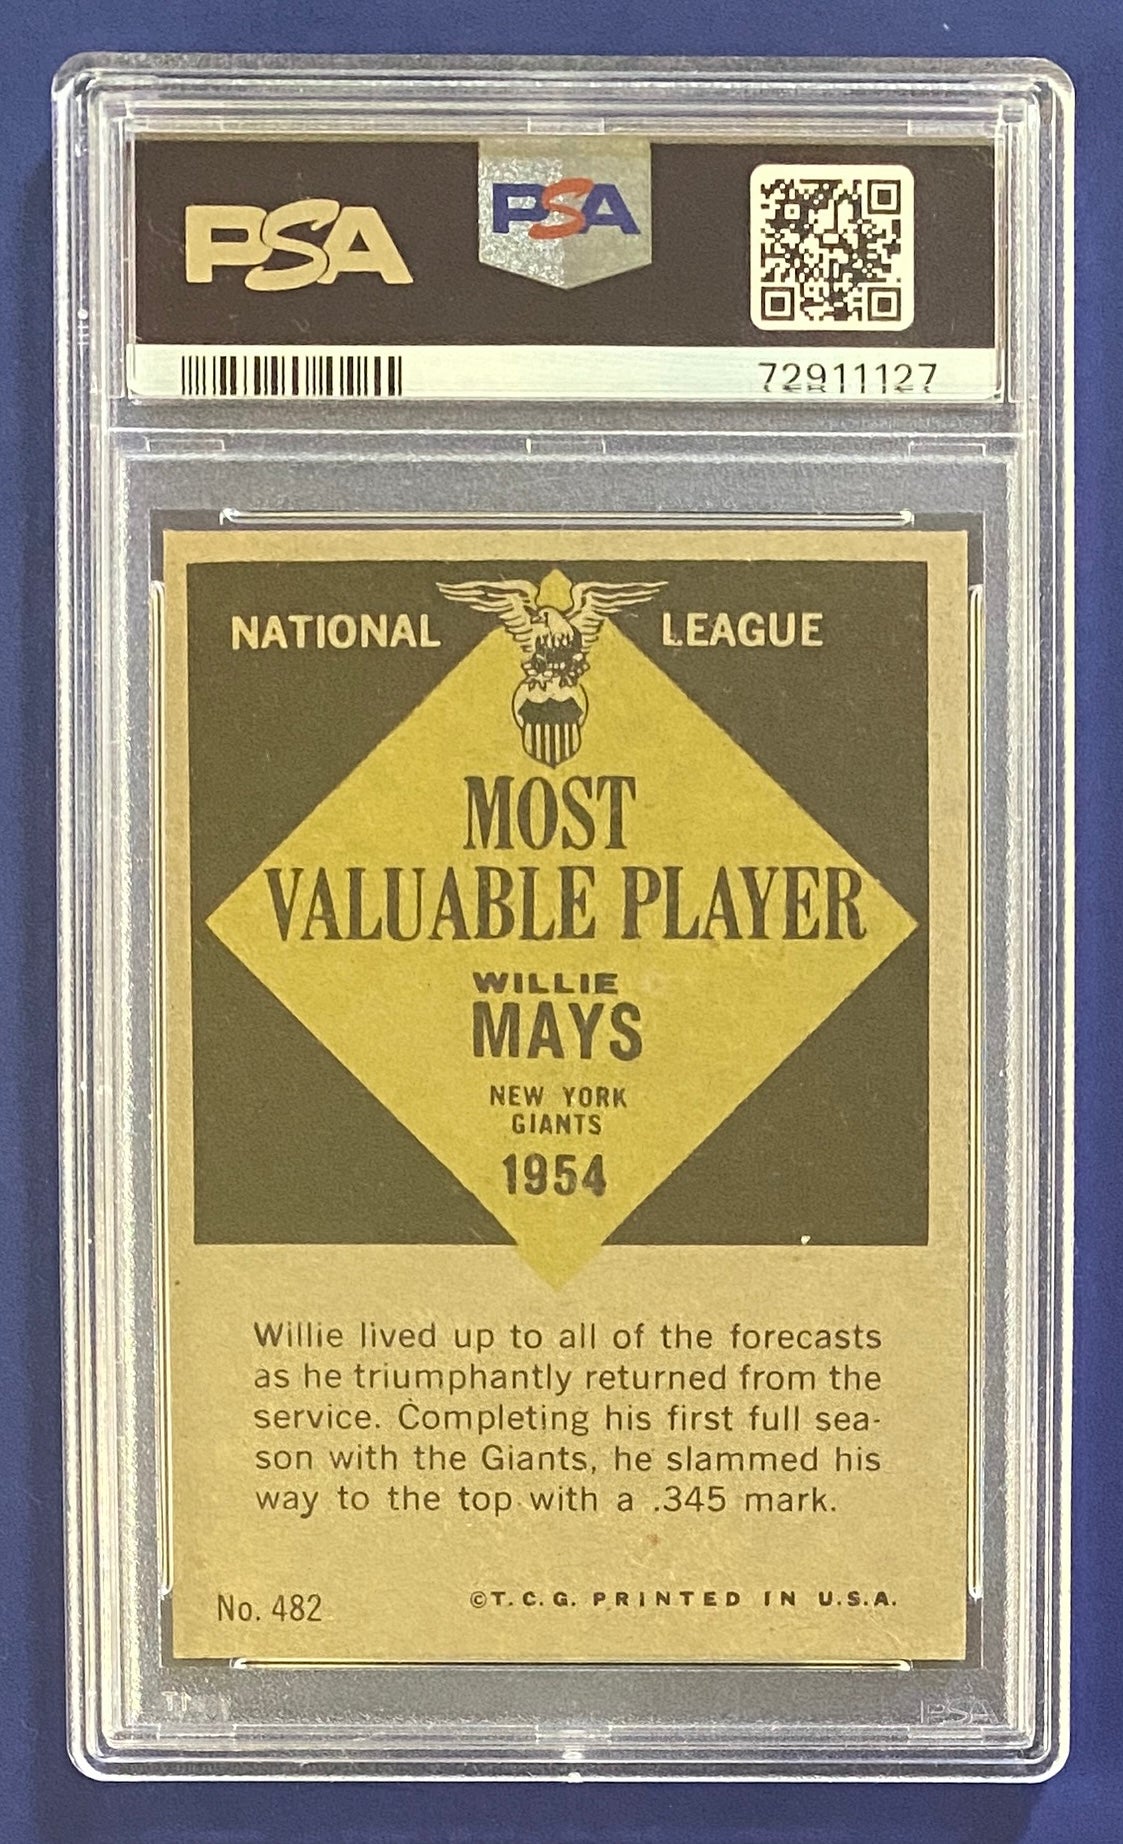 PSA
PSA
72911127
NATIONAL LEAGUE
MOST
VALUABLE PLAYER
WILLIE
MAYS
NEW YORK
GIANTS
1954
Willie lived up to all of the forecasts
as he triumphantly returned from the
service. Completing his first full sea-
son with the Giants, he slammed his
way to the top with a .345 mark.
No. 482
©T.C.G. PRINTED IN U.S.A.
PSA